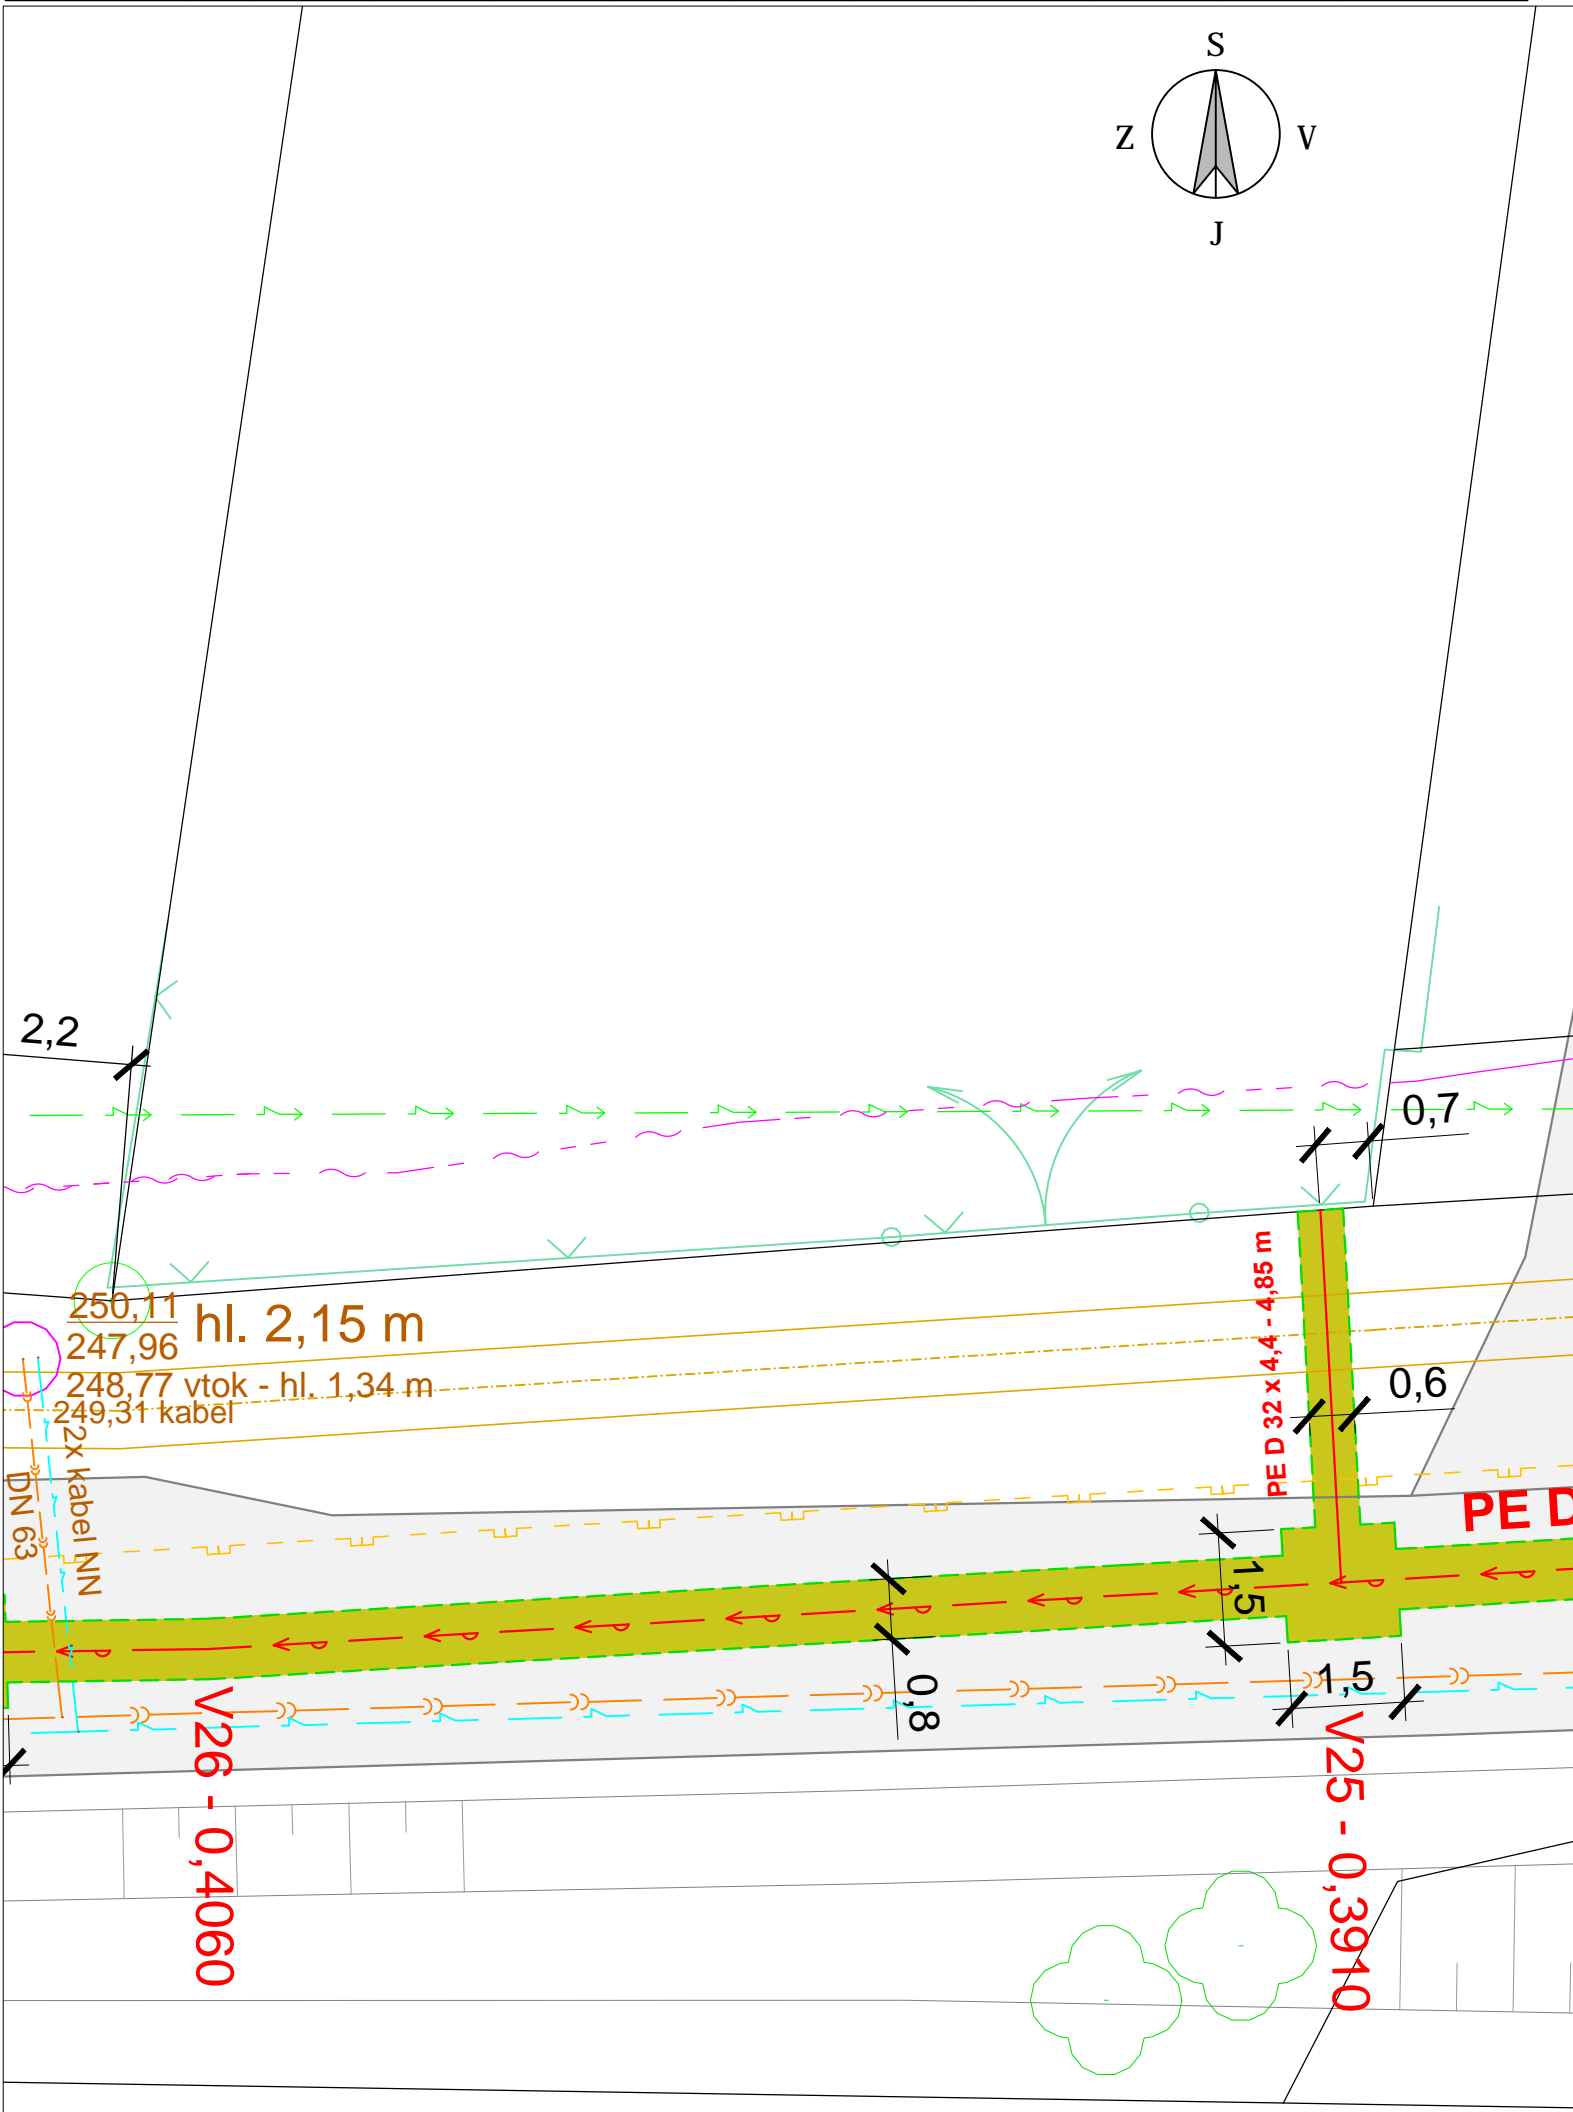 S
Z
V
J
2,2
0,7
250,11
247,96
hl. 2,15 m
248,77 vtok - hl. 1,34 m
249,31 kabel
2x kabel NN
DN 63
PE D 32 x 4,4 - 4,85 m
0,6
PE D
1,5
0,8
1,5
V26 - 0,4060
V25 - 0,3910